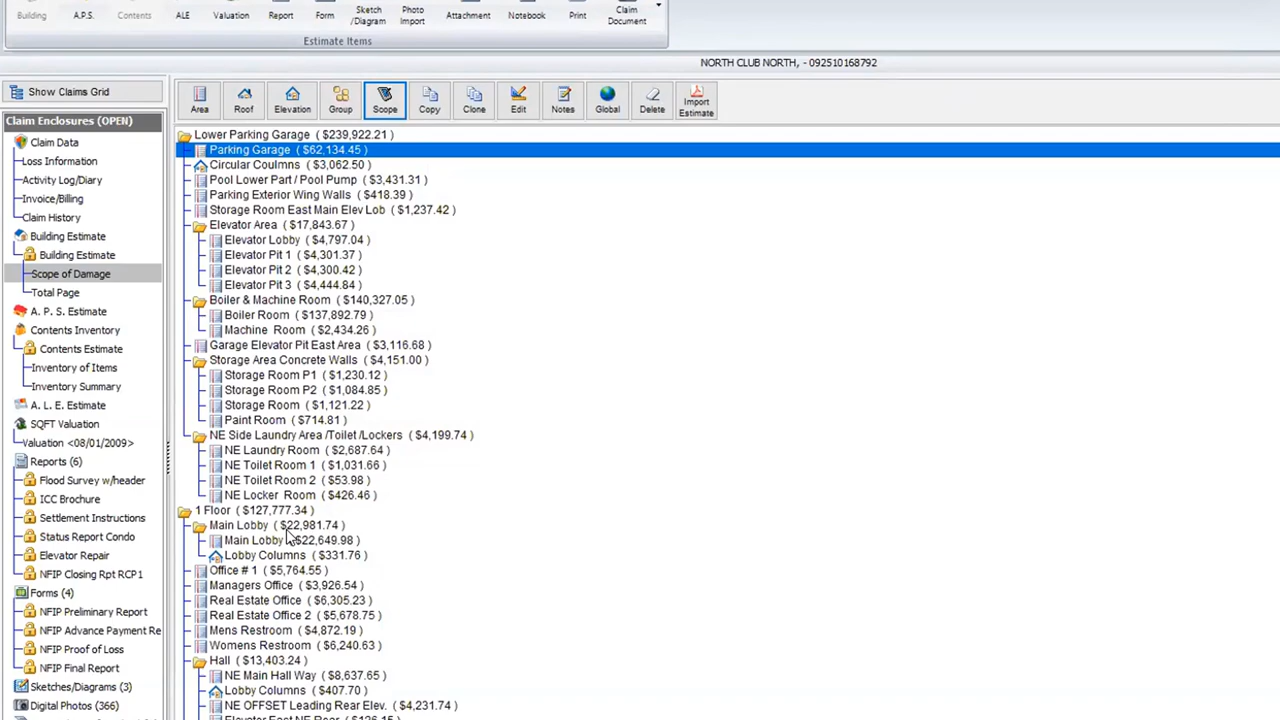 Building
A.P.S.
Contents
ALE
Valuation
Report
Form
Sketch
/Diagram
Photo
Import
Attachment
Notebook
Print
Claim
Document
Estimate Items
NORTH CLUB NORTH, - 092510168792
Show Claims Grid
Claim Enclosures (OPEN)
Claim Data
Loss Information
Activity Log/Diary
Invoice/Billing
Claim History
Building Estimate
Building Estimate
Scope of Damage
Total Page
A. P. S. Estimate
Contents Inventory
Contents Estimate
Inventory of Items
Inventory Summary
A. L. E. Estimate
SQFT Valuation
Valuation <08/01/2009>
Reports (6)
Flood Survey w/header
ICC Brochure
Settlement Instructions
Status Report Condo
Elevator Repair
NFIP Closing Rpt RCP1
Forms (4)
NFIP Preliminary Report
NFIP Advance Payment Re
NFIP Proof of Loss
NFIP Final Report
Sketches/Diagrams (3)
Digital Photos (366)
Area
Roof
Elevation
Group
Scope
Copy
Clone
Edit
Notes
Global
Delete
Import
Estimate
Lower Parking Garage ( $239,922.21 )
Parking Garage ( $62,134.45 )
Circular Coulmns ( $3,062.50 )
Pool Lower Part / Pool Pump ( $3,431.31 )
Parking Exterior Wing Walls ( $418.39 )
Storage Room East Main Elev Lob ( $1,237.42 )
Elevator Area ( $17,843.67 )
Elevator Lobby ( $4,797.04 )
Elevator Pit 1 ( $4,301.37 )
Elevator Pit 2 ( $4,300.42 )
Elevator Pit 3 ( $4,444.84 )
Boiler & Machine Room ( $140,327.05 )
Boiler Room ( $137,892.79 )
Machine Room ( $2,434.26 )
Garage Elevator Pit East Area ( $3,116.68 )
Storage Area Concrete Walls ( $4,151.00 )
Storage Room P1 ( $1,230.12 )
Storage Room P2 ( $1,084.85 )
Storage Room ( $1,121.22 )
Paint Room ( $714.81 )
NE Side Laundry Area /Toilet /Lockers ( $4,199.74 )
NE Laundry Room ( $2,687.64 )
NE Toilet Room 1 ( $1,031.66 )
NE Toilet Room 2 ( $53.98 )
NE Locker Room ( $426.46 )
1 Floor ( $127,777.34 )
Main Lobby ( $22,981.74 )
Main Lobby ( $22,649.98 )
Lobby Columns ( $331.76 )
Office # 1 ( $5,764.55 )
Managers Office ( $3,926.54 )
Real Estate Office ( $6,305.23 )
Real Estate Office 2 ( $5,678.75 )
Mens Restroom ( $4,872.19 )
Womens Restroom ( $6,240.63 )
Hall ( $13,403.24 )
NE Main Hall Way ( $8,637.65 )
Lobby Columns ( $407.70 )
NE OFFSET Leading Rear Elev. ( $4,231.74 )
Elevator East NE Rear ( $126.15 )